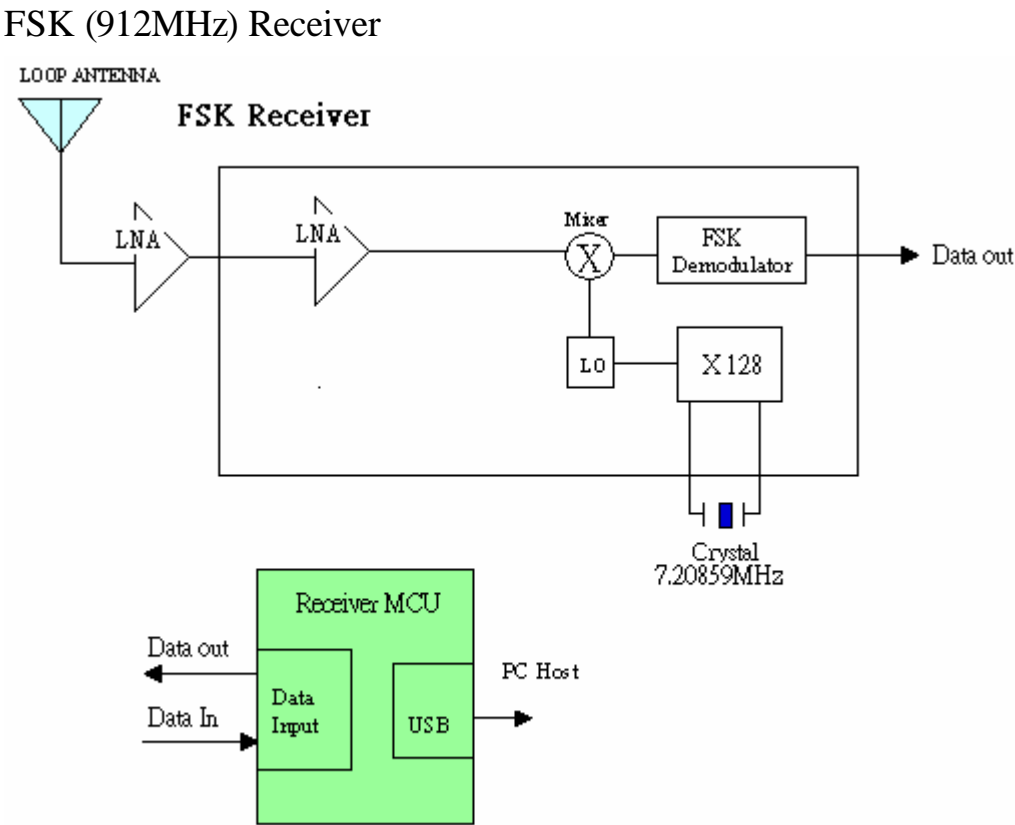 FSK (912MHz) Receiver
LOOP ANTENNA
FSK Receiver
LNA
LNA
Mixer
X
FSK
Demodulator
Data out
LO
X 128
Crystal
7.20859MHz
Receiver MCU
Data out
Data In
Data
Input
USB
PC Host